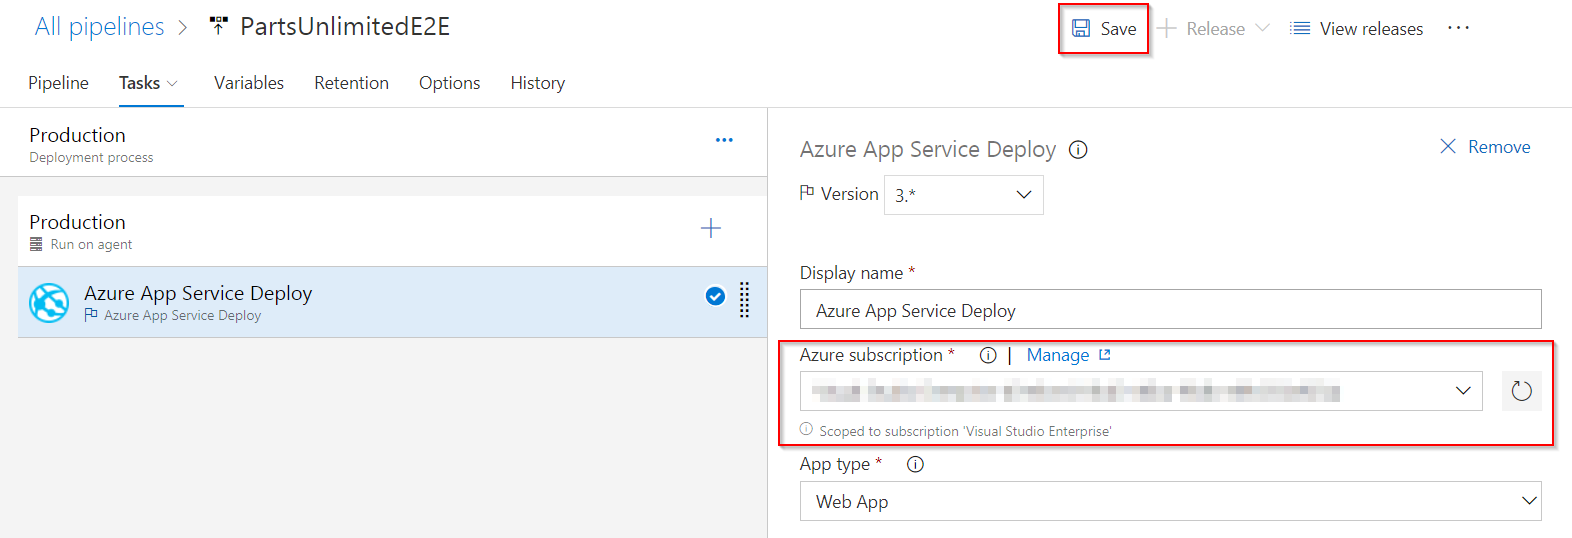 All pipelines > PartsUnlimitedE2E
Save + Release View releases ...
Pipeline Tasks Variables Retention Options History
Production
Deployment process
Production
Run on agent
Azure App Service Deploy
Azure App Service Deploy
Azure App Service Deploy
Remove
Version 3.*
Display name *
Azure App Service Deploy
Azure subscription * | Manage
Scoped to subscription 'Visual Studio Enterprise'
App type *
Web App